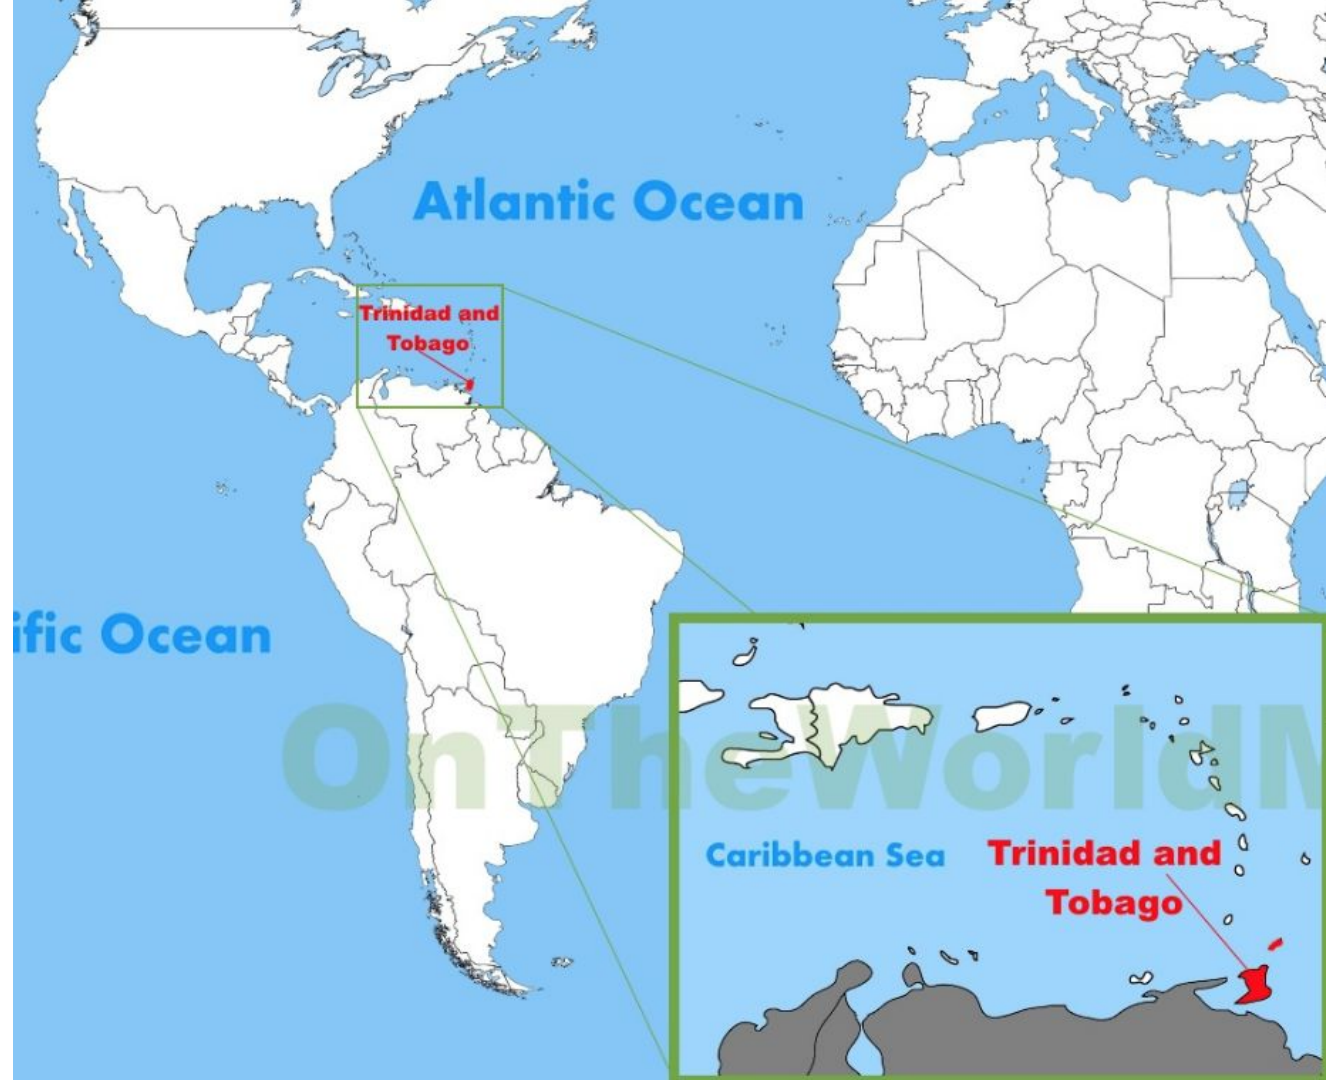 Atlantic Ocean
Trinidad and
Tobago
ific Ocean
OnTheWorldM
Caribbean Sea
Trinidad and
Tobago